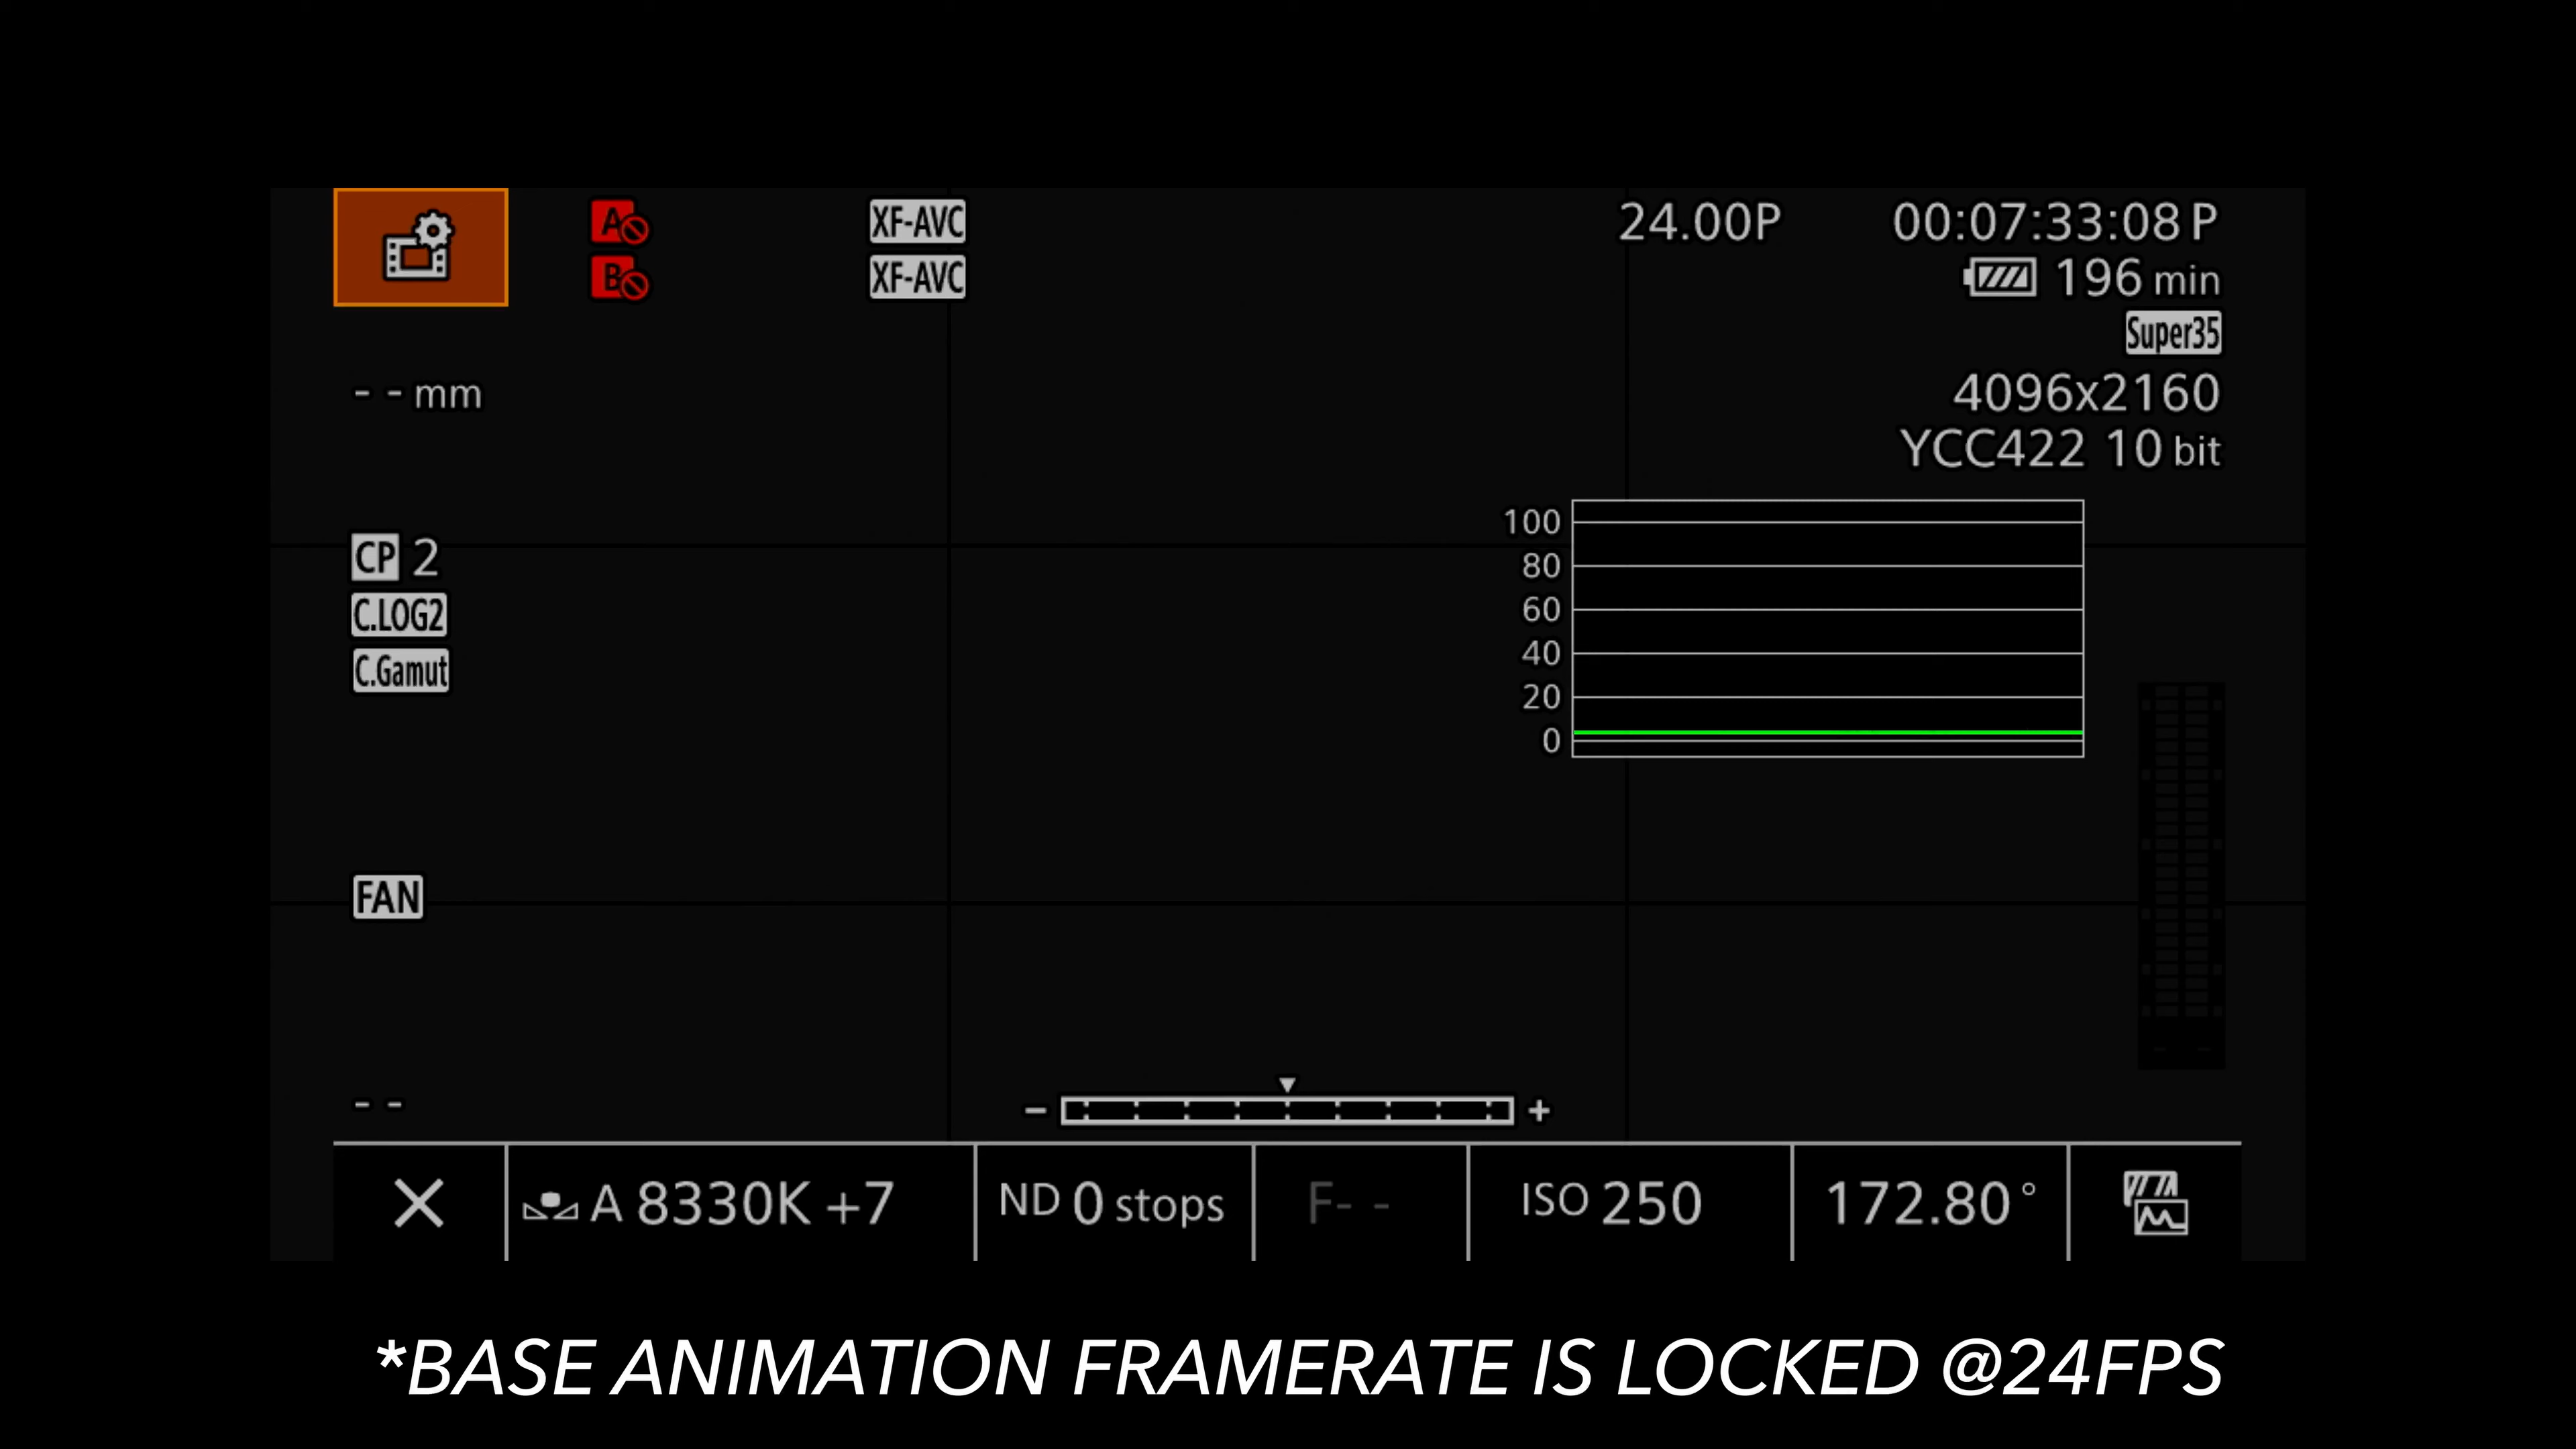 A XF-AVC 24.00P 00:07:33:08 P
B XF-AVC 196 min
Super35
- - mm 4096x2160
YCC422 10 bit
100
80
60
40
20
0
CP 2
C.LOG2
C.Gamut
FAN
- -
- +
A 8330K +7 ND 0 stops F- - ISO 250 172.80°
*BASE ANIMATION FRAMERATE IS LOCKED @24FPS